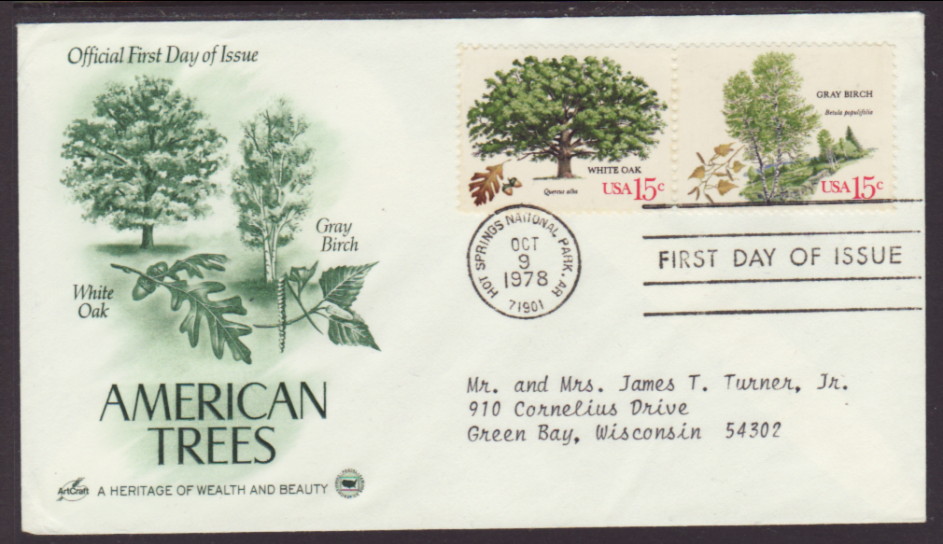 Official First Day of Issue
Gray
Birch
White
Oak
AMERICAN
TREES
ArtCraft A HERITAGE OF WEALTH AND BEAUTY
WHITE OAK
Quercus alba
USA 15c
GRAY BIRCH
Betula populifolia
USA 15c
HOT SPRINGS NATIONAL PARK, AR
OCT
9
1978
71901
FIRST DAY OF ISSUE
Mr. and Mrs. James T. Turner, Jr.
910 Cornelius Drive
Green Bay, Wisconsin 54302